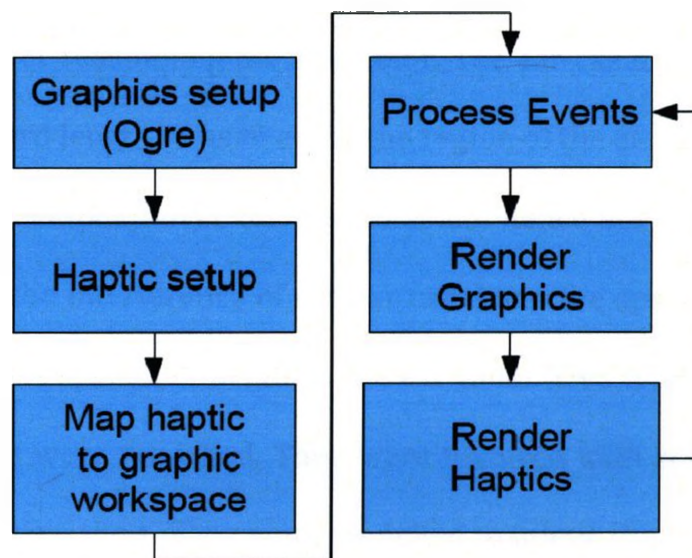 Graphics setup
(Ogre)
Haptic setup
Map haptic
to graphic
workspace
Process Events
Render
Graphics
Render
Haptics